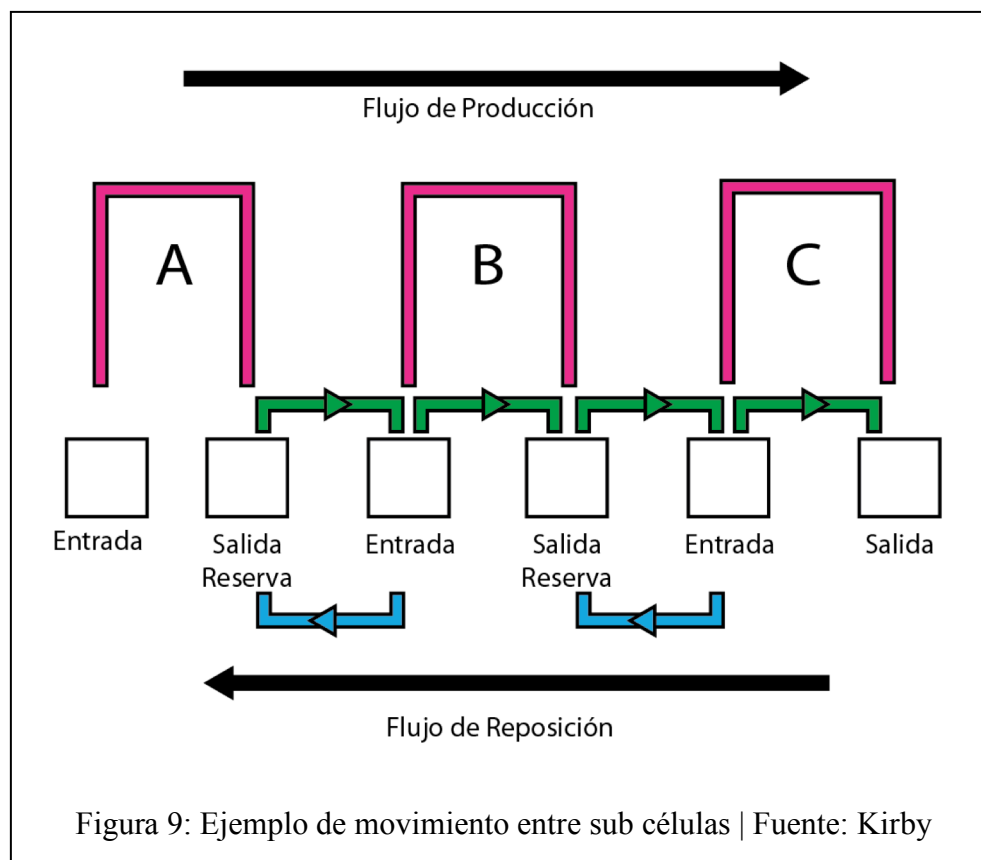 Flujo de Producción
A
B
C
Entrada
Salida
Reserva
Entrada
Salida
Reserva
Entrada
Salida
Flujo de Reposición
Figura 9: Ejemplo de movimiento entre sub células | Fuente: Kirby